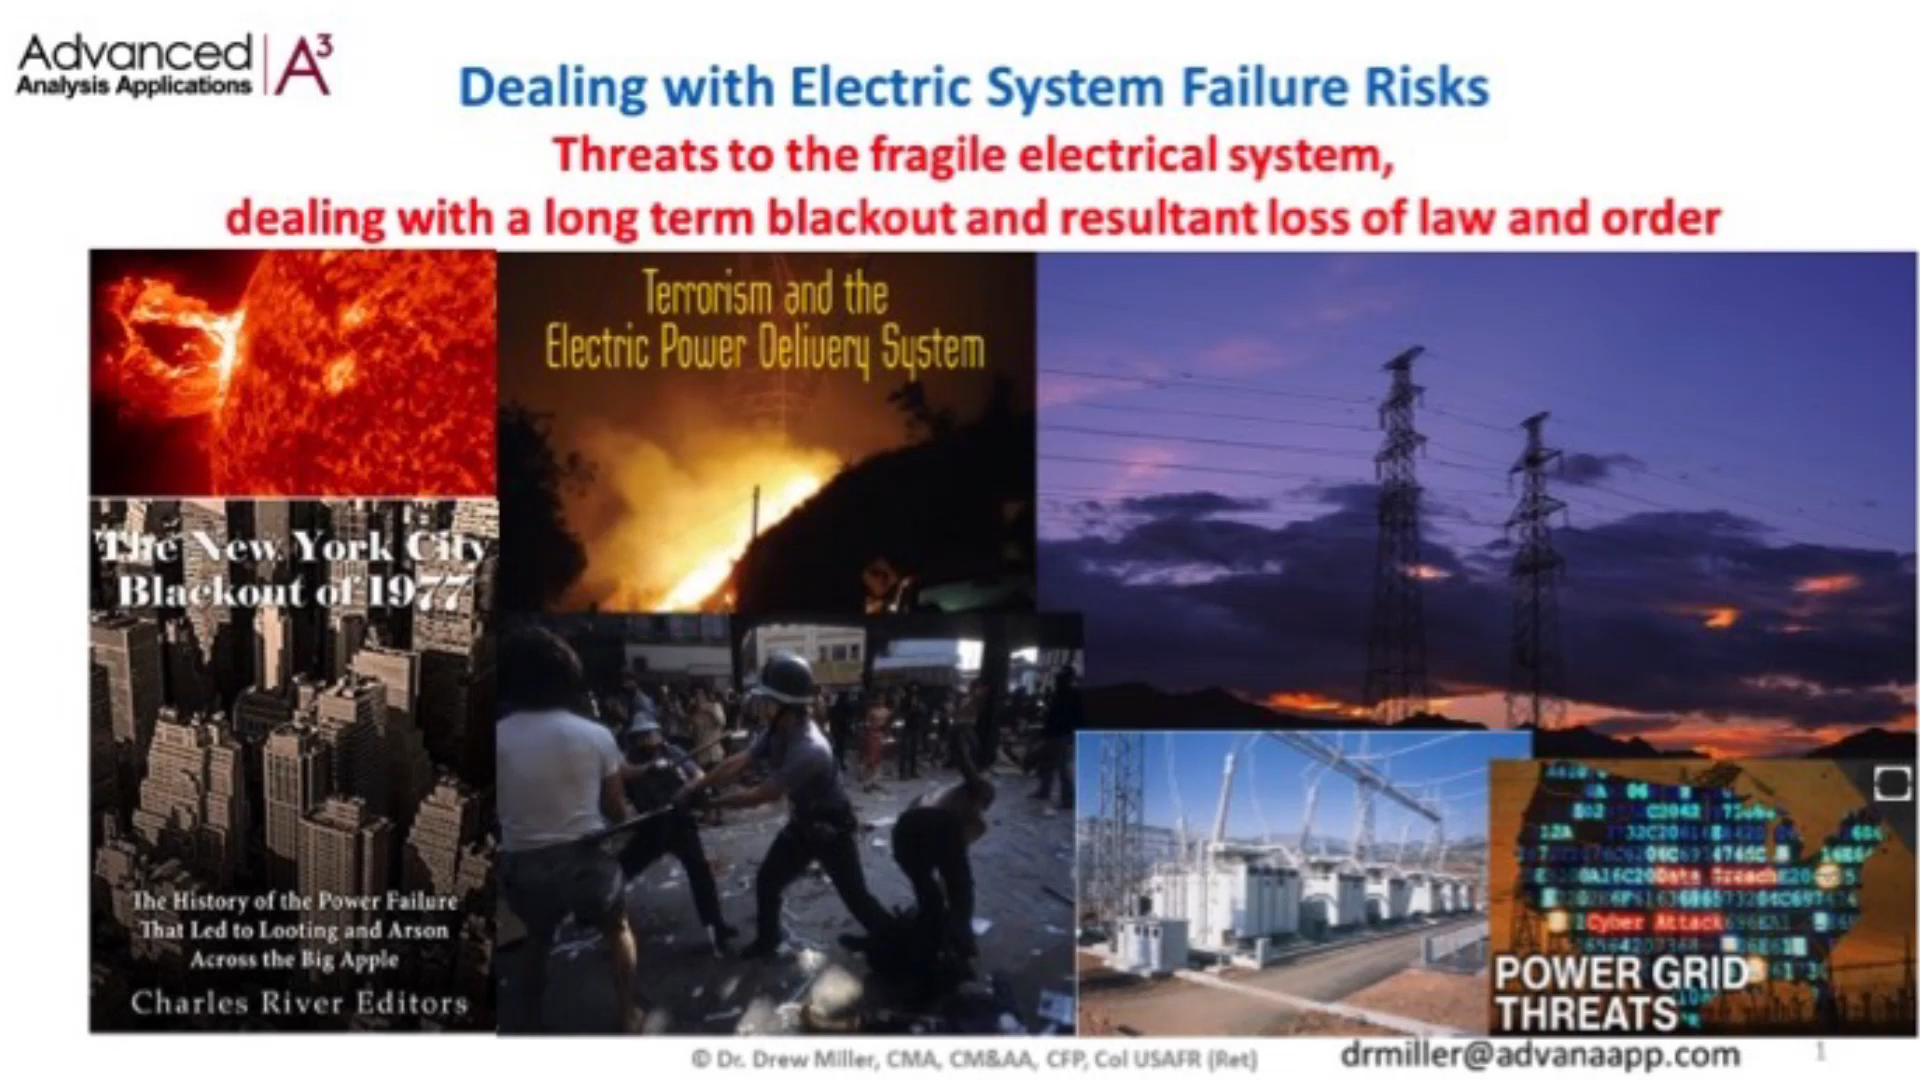 Advanced
Analysis Applications
A³
Dealing with Electric System Failure Risks
Threats to the fragile electrical system,
dealing with a long term blackout and resultant loss of law and order
Terrorism and the
Electric Power Delivery System
The New York City
Blackout of 1977
The History of the Power Failure
That Led to Looting and Arson
Across the Big Apple
Charles River Editors
Data Breach
Cyber Attack
POWER GRID
THREATS
© Dr. Drew Miller, CMA, CM&AA, CFP, Col USAFR (Ret)
drmiller@advanaapp.com
1